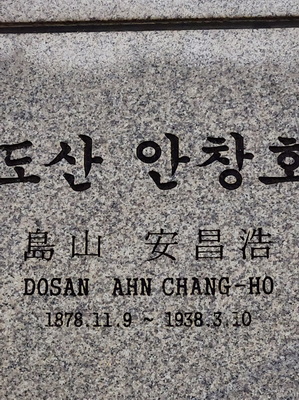 도산 안창호
島山 安昌浩
DOSAN AHN CHANG-HO
1878.11.9 ~ 1938.3.10